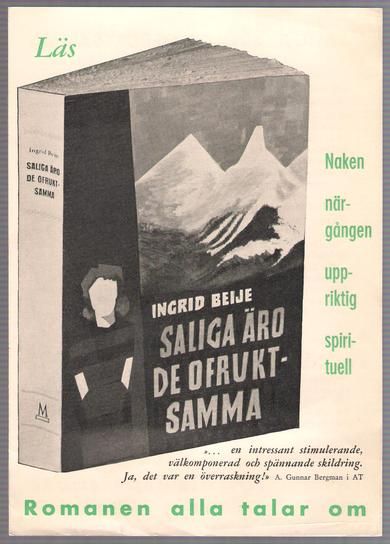 Läs
Ingrid Beije
SALIGA ÄRO
DE OFRUKT-
SAMMA
M
INGRID BEIJE
SALIGA ÄRO
DE OFRUKT-
SAMMA
Naken
när-
gången
upp-
riktig
spiri-
tuell
»... en intressant stimulerande,
välkomponerad och spännande skildring.
Ja, det var en överraskning!» A. Gunnar Bergman i AT
Romanen alla talar om